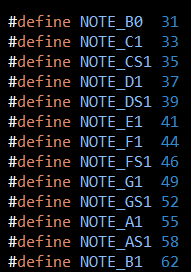 #define NOTE_B0  31
#define NOTE_C1  33
#define NOTE_CS1 35
#define NOTE_D1  37
#define NOTE_DS1 39
#define NOTE_E1  41
#define NOTE_F1  44
#define NOTE_FS1 46
#define NOTE_G1  49
#define NOTE_GS1 52
#define NOTE_A1  55
#define NOTE_AS1 58
#define NOTE_B1  62